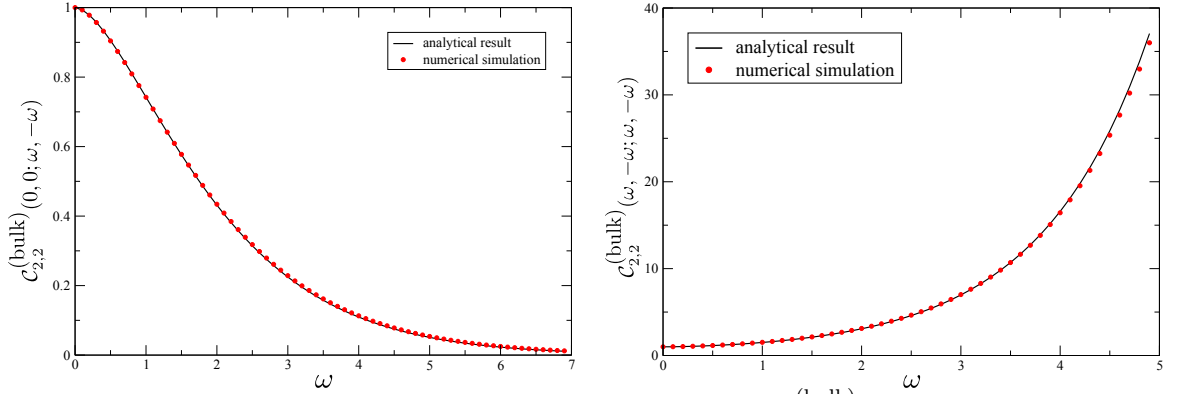 1
0.8
0.6
0.4
0.2
0
0 1 2 3 4 5 6 7
ω
C_{2,2}^{(bulk)}(0, 0; ω, −ω)
analytical result
numerical simulation
40
30
20
10
0
0 1 2 3 4 5
ω
C_{2,2}^{(bulk)}(ω, −ω; ω, −ω)
analytical result
numerical simulation